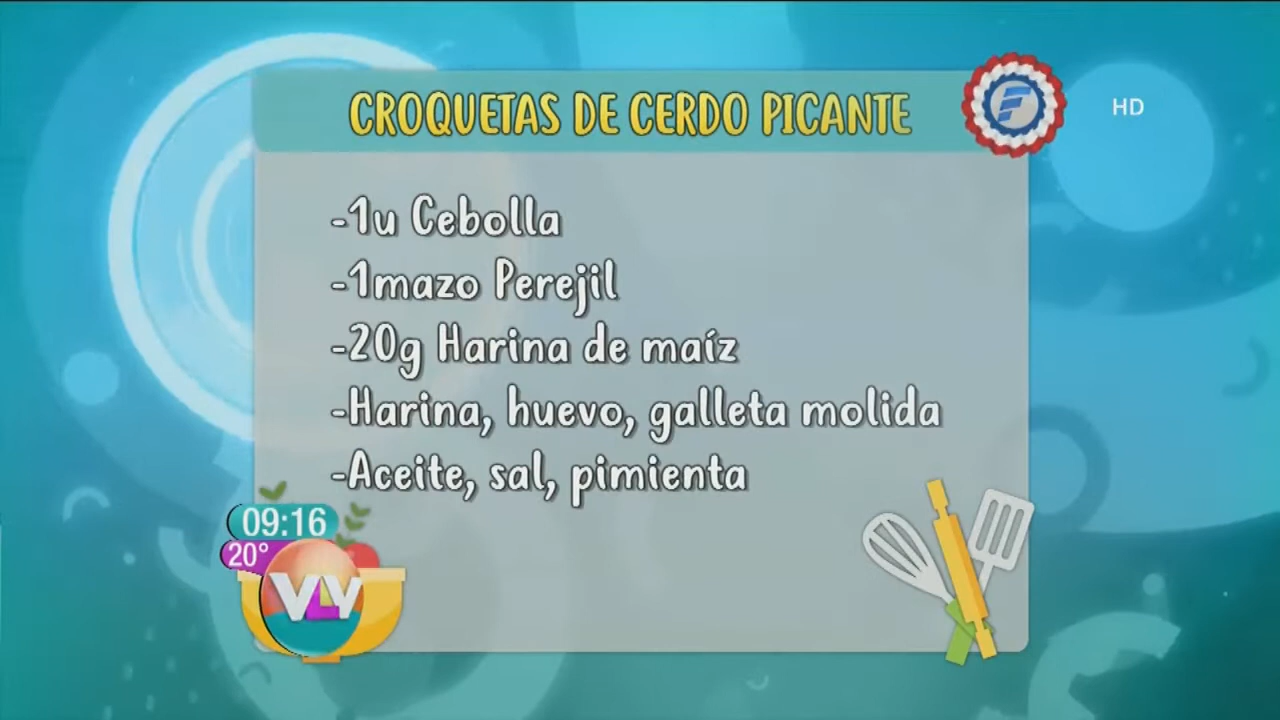 CROQUETAS DE CERDO PICANTE
HD
-1u Cebolla
-1mazo Perejil
-20g Harina de maíz
-Harina, huevo, galleta molida
-Aceite, sal, pimienta
09:16
20°
VLV